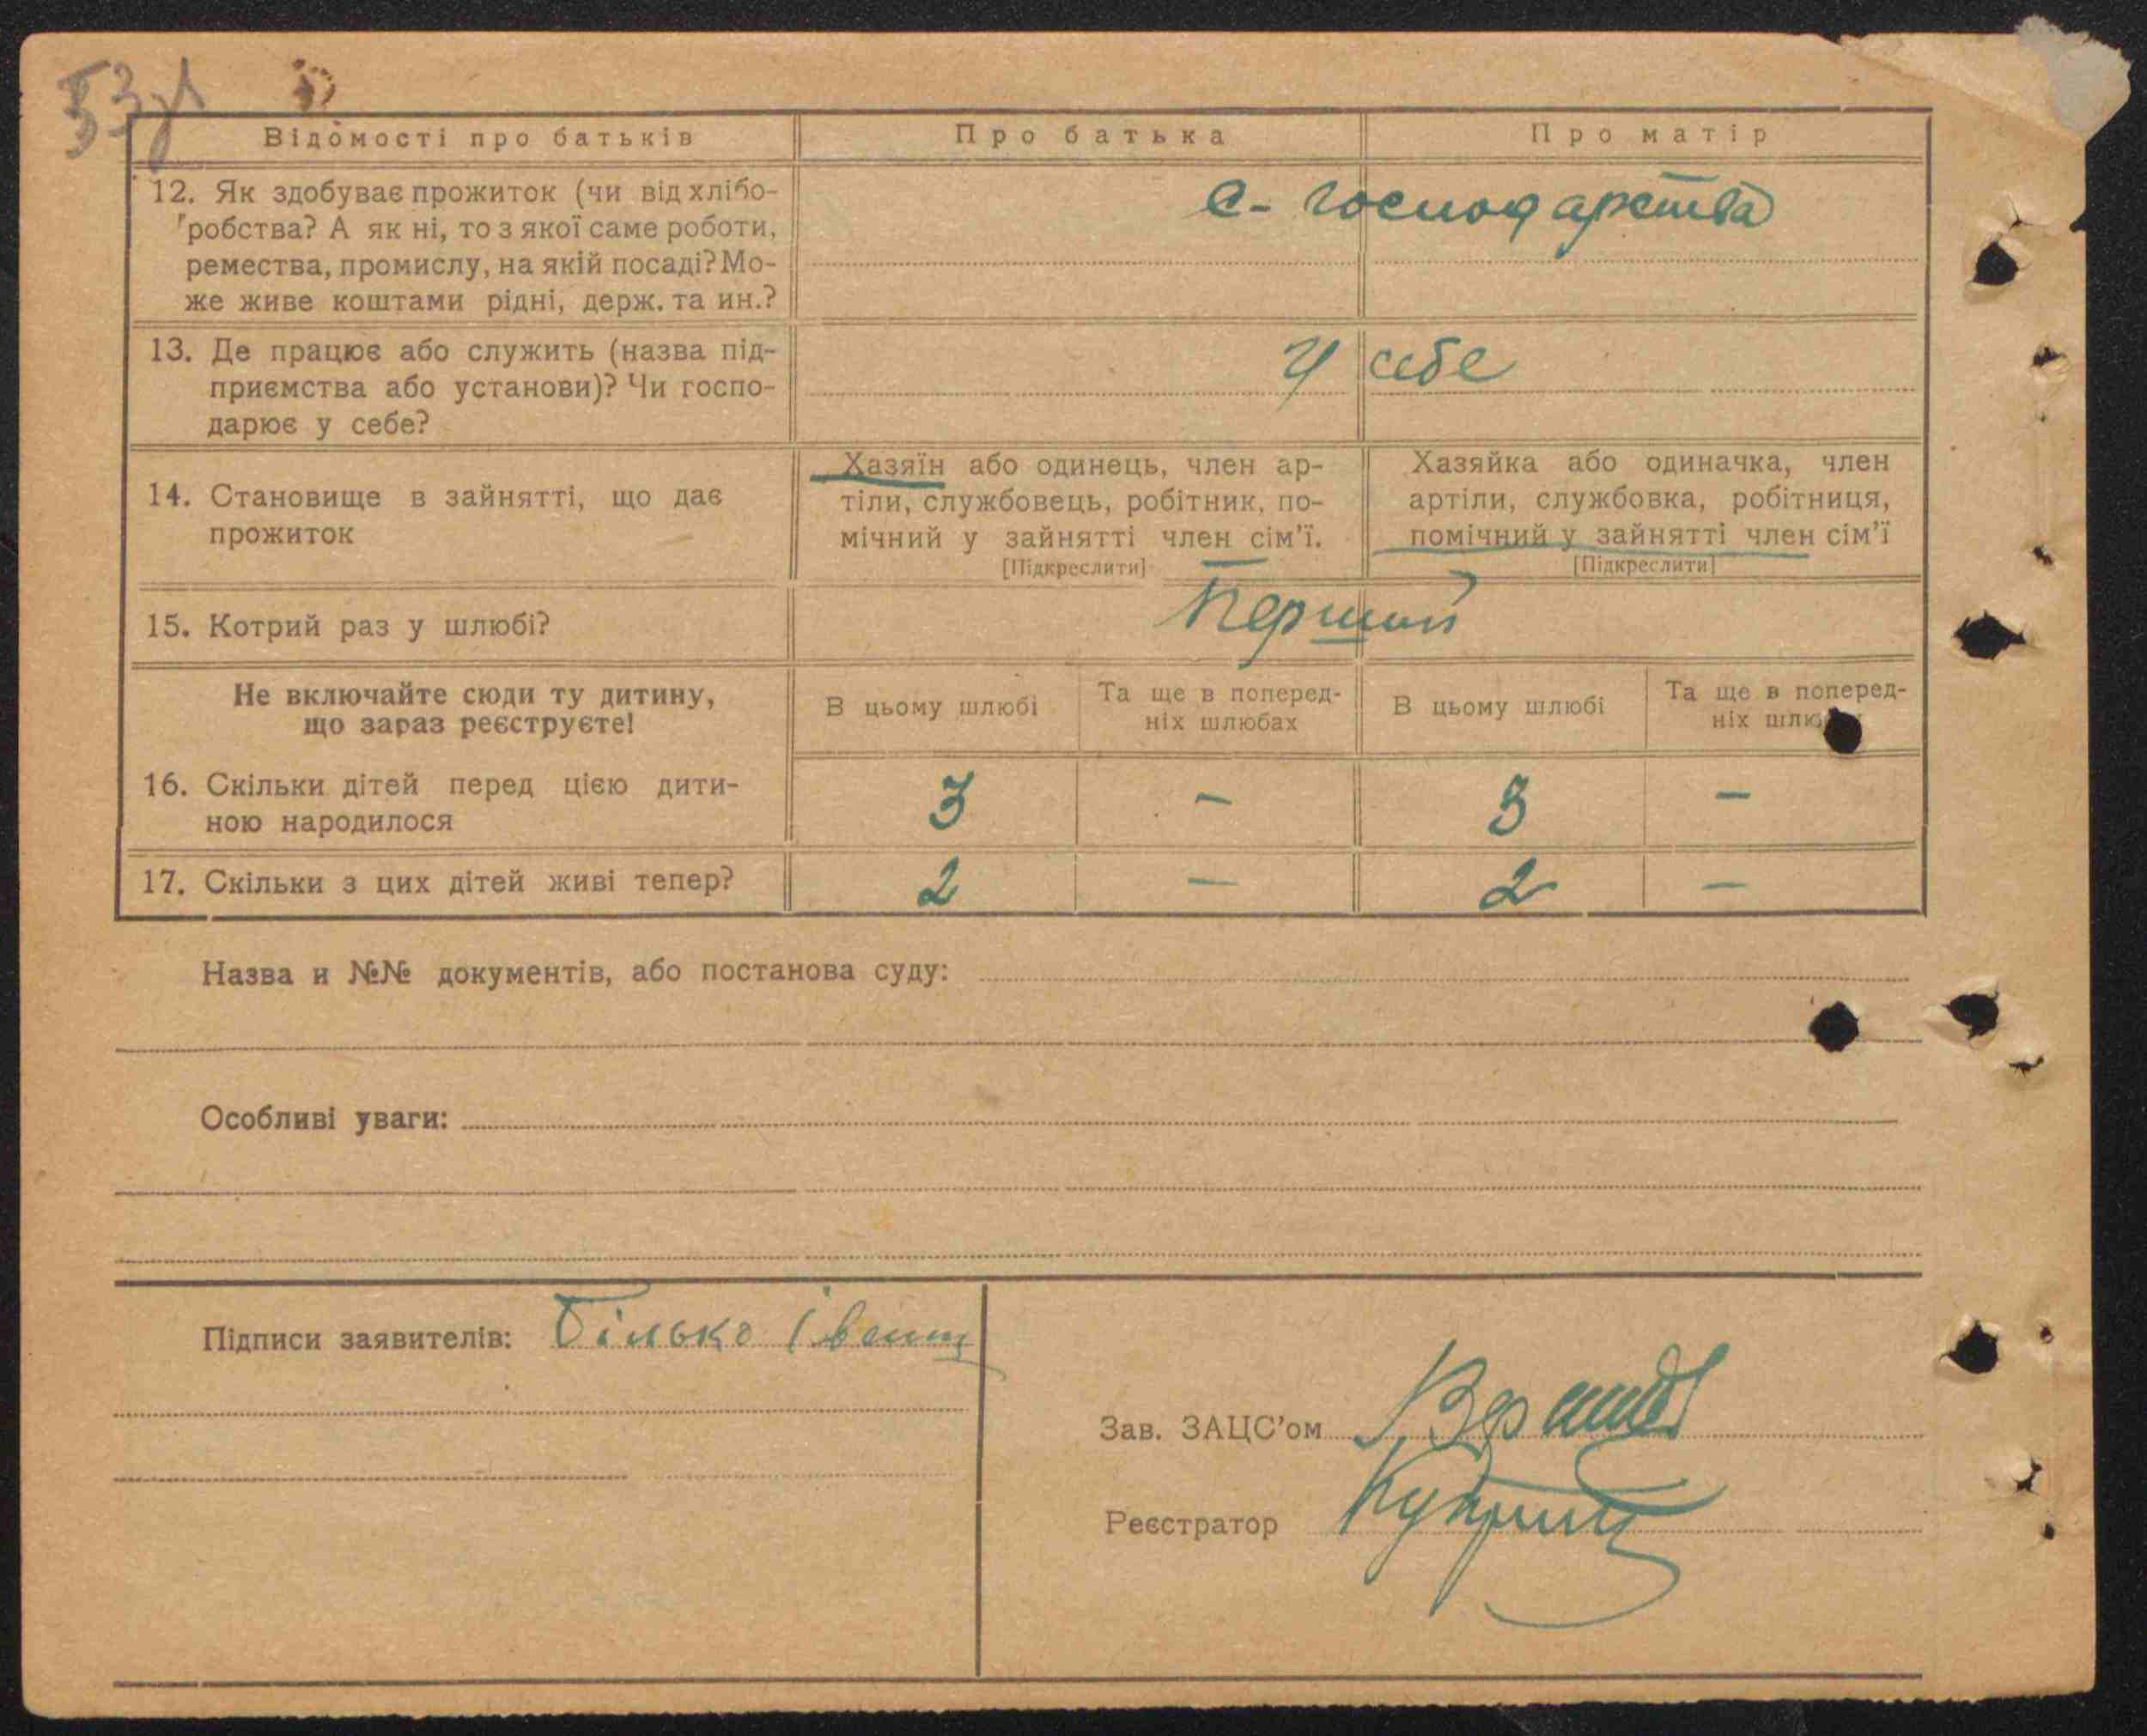 53
Відомості про батьків
Про батька
Про матір
12. Як здобуває прожиток (чи від хлібо-
робства? А як ні, то з якої саме роботи,
ремества, промислу, на якій посаді? Мо-
же живе коштами рідні, держ. та ин.?
с- господарства
13. Де працює або служить (назва під-
приємства або установи)? Чи госпо-
дарює у себе?
У себе
14. Становище в зайнятті, що дає
прожиток
Хазяїн або одинець, член ар-
тіли, службовець, робітник, по-
мічний у зайнятті член сім'ї.
[Підкреслити]
Хазяйка або одиначка, член
артіли, службовка, робітниця,
помічний у зайнятті член сім'ї
[Підкреслити]
15. Котрий раз у шлюбі?
Перший
Не включайте сюди ту дитину,
що зараз реєструєте!
В цьому шлюбі
Та ще в поперед-
ніх шлюбах
В цьому шлюбі
Та ще в поперед-
ніх
16. Скільки дітей перед цією дити-
ною народилося
3 – 3 –
17. Скільки з цих дітей живі тепер?
2 – 2 –
Назва и №№ документів, або постанова суду:
Особливі уваги:
Підписи заявителів: Білько
Зав. ЗАЦС'ом
Реєстратор